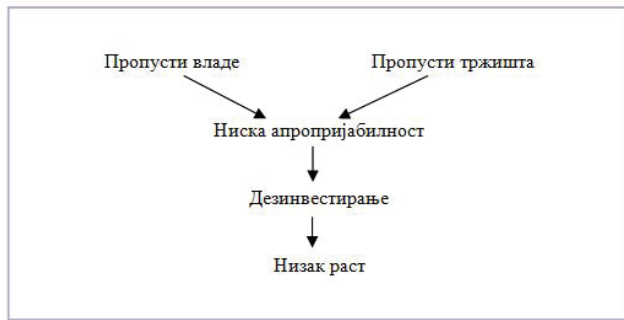 Пропусти владе
Пропусти тржишта
Ниска апропријабилност
Дезинвестирање
Низак раст